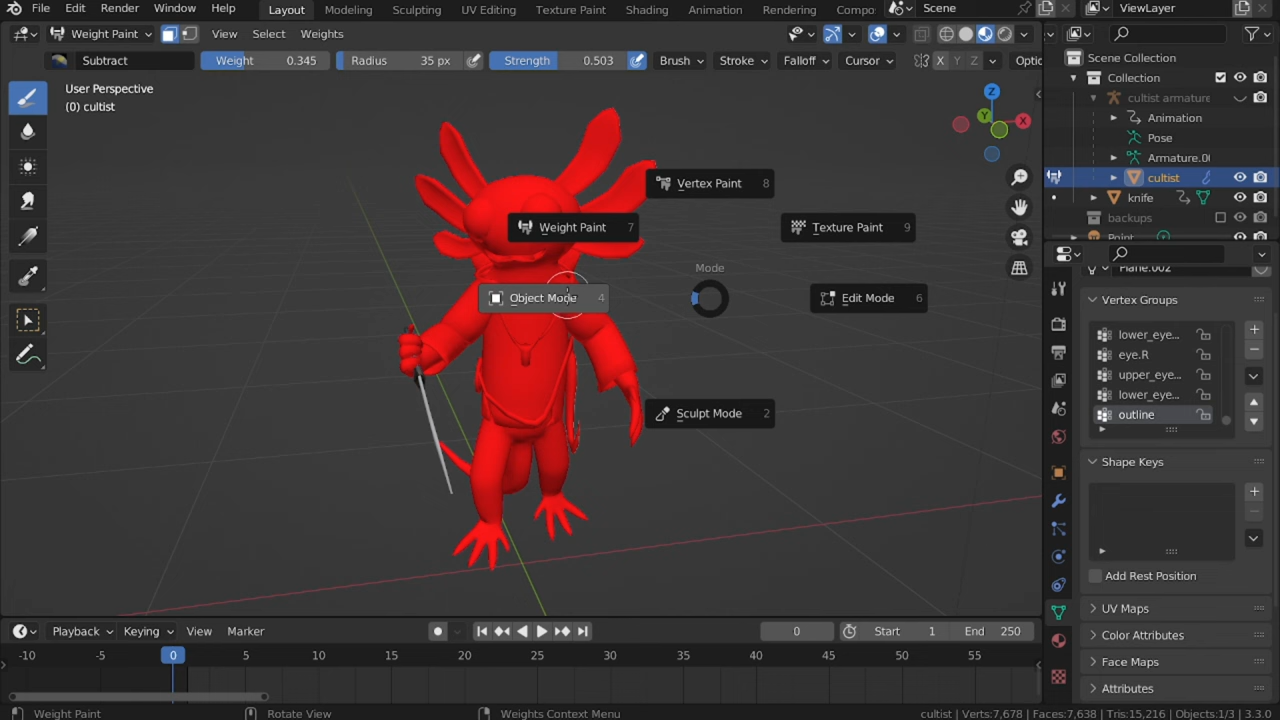 File Edit Render Window Help Layout Modeling Sculpting UV Editing Texture Paint Shading Animation Rendering Compo Scene ViewLayer
Weight Paint View Select Weights
Subtract Weight 0.345 Radius 35 px Strength 0.503 Brush Stroke Falloff Cursor X Y Z Optio
User Perspective
(0) cultist
Z
Y
X
Vertex Paint 8
Weight Paint 7
Texture Paint 9
Mode
Object Mode 4
Edit Mode 6
Sculpt Mode 2
Scene Collection
Collection
cultist armature
Animation
Pose
Armature.00
cultist
knife
backups
Point
Plane.002
Vertex Groups
lower_eye...
eye.R
upper_eye...
lower_eye...
outline
Shape Keys
Add Rest Position
UV Maps
Color Attributes
Face Maps
Attributes
Playback Keying View Marker 0 Start 1 End 250
-10 -5 0 5 10 15 20 25 30 35 40 45 50 55
Weight Paint Rotate View Weights Context Menu cultist | Verts:7,678 | Faces:7,638 | Tris:15,216 | Objects:1/3 | 3.3.0